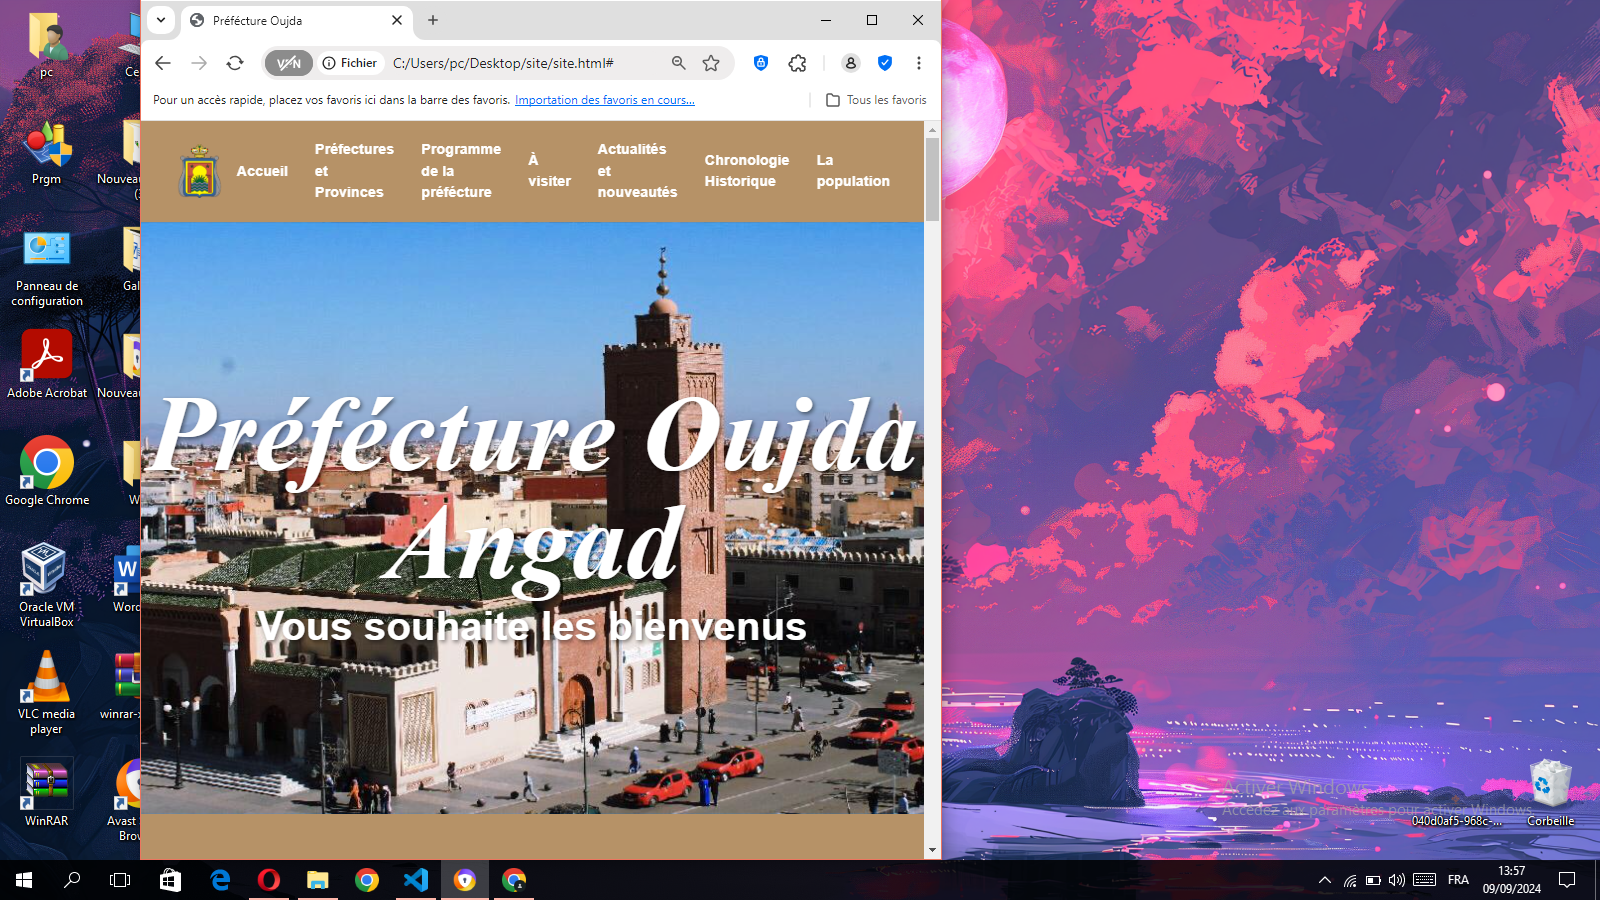 Préfécture Oujda
VPN
Fichier
C:/Users/pc/Desktop/site/site.html#
Pour un accès rapide, placez vos favoris ici dans la barre des favoris. Importation des favoris en cours...
Tous les favoris
Accueil
Préfectures
et
Provinces
Programme
de la
préfécture
À
visiter
Actualités
et
nouveautés
Chronologie
Historique
La
population
Préfécture Oujda
Angad
Vous souhaite les bienvenus
pc
Ce
Prgm
Nouveau
(3
Panneau de
configuration
Gal
Adobe Acrobat
Nouveau
Google Chrome
W
Oracle VM
VirtualBox
Word
VLC media
player
winrar-x
WinRAR
Avast
Brow
Activer Windows
Accédez aux paramètres pour activer Windows.
040d0af5-968c-...
Corbeille
FRA
13:57
09/09/2024